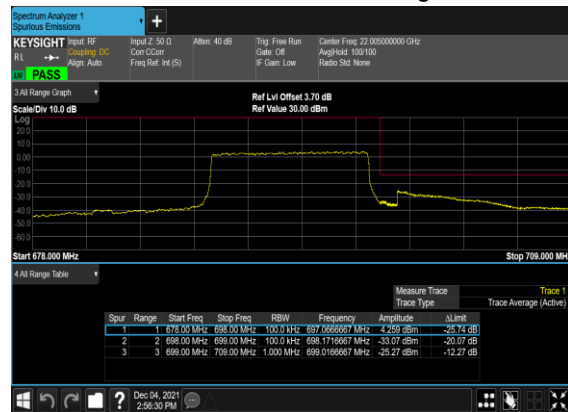 Spectrum Analyzer 1
Spurious Emissions
+
KEYSIGHT Input: RF Input Z: 50 Ω Atten: 40 dB Trig: Free Run Center Freq: 22.005000000 GHz
RL Coupling: DC Corr CCorr Gate: Off Avg|Hold: 100/100
Align: Auto Freq Ref: Int (S) IF Gain: Low Radio Std: None
LW PASS
3 All Range Graph
Ref Lvl Offset 3.70 dB
Scale/Div 10.0 dB Ref Value 30.00 dBm
Log
20.0
10.0
0.00
-10.0
-20.0
-30.0
-40.0
-50.0
-60.0
Start 678.000 MHz Stop 709.000 MH
4 All Range Table
Measure Trace Trace 1
Trace Type Trace Average (Active)
Spur Range Start Freq Stop Freq RBW Frequency Amplitude ΔLimit
1 1 678.00 MHz 698.00 MHz 100.0 kHz 697.0666667 MHz 4.259 dBm -25.74 dB
2 2 698.00 MHz 699.00 MHz 100.0 kHz 698.1716667 MHz -33.07 dBm -20.07 dB
3 3 699.00 MHz 709.00 MHz 1.000 MHz 699.0166667 MHz -25.27 dBm -12.27 dB
? Dec 04, 2021
2:56:30 PM